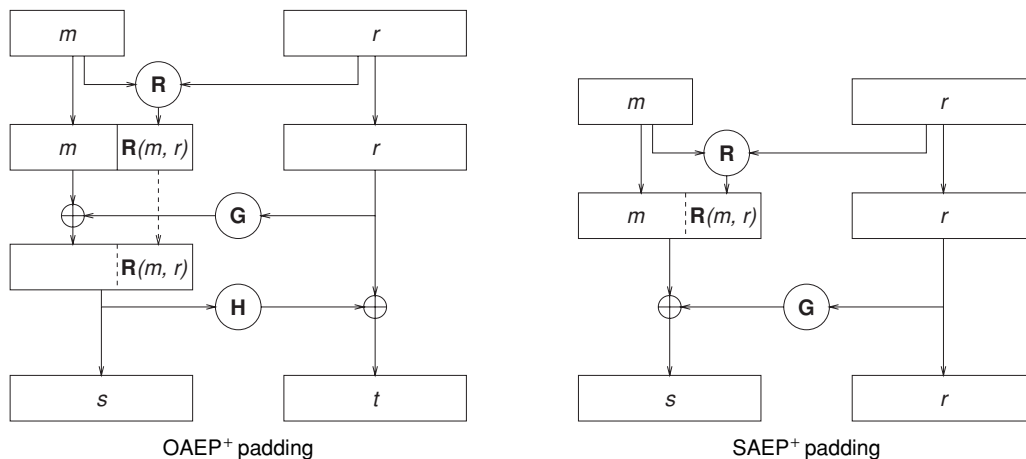 m r
R
m R(m, r) r
G
R(m, r)
H
s t
OAEP+ padding
m r
R
m R(m, r) r
G
s r
SAEP+ padding